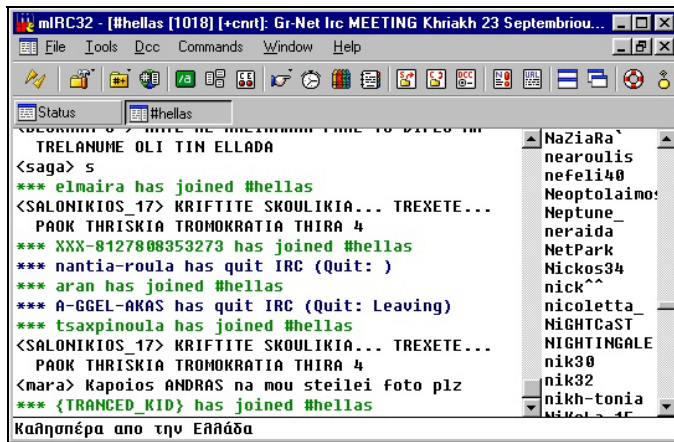 mIRC32 - [#hellas [1018] [+cnrt]: Gr-Net Irc MEETING Khriakh 23 Septembriou...
File Tools Dcc Commands Window Help
Status #hellas
TRELANUME OLI TIN ELLADA
<saga> s
*** elmaira has joined #hellas
<SALONIKIOS_17> KRIFTITE SKOULIKIA... TREXETE...
PAOK THRISKIA TROMOKRATIA THIRA 4
*** XXX-8127808353273 has joined #hellas
*** nantia-roula has quit IRC (Quit: )
*** aran has joined #hellas
*** A-GGEL-AKAS has quit IRC (Quit: Leaving)
*** tsaxpinoula has joined #hellas
<SALONIKIOS_17> KRIFTITE SKOULIKIA... TREXETE...
PAOK THRISKIA TROMOKRATIA THIRA 4
<mara> Kapoios ANDRAS na mou steilei foto plz
*** {TRANCED_KID} has joined #hellas
NaZiaRa`
nearoulis
nefeli40
Neoptolaimo
Neptune_
neraida
NetPark
Nickos34
nick^^
nicoletta_
NiGHTCaST
NIGHTINGALE
nik30
nik32
nikh-tonia
Καλησπέρα απο την Ελλάδα